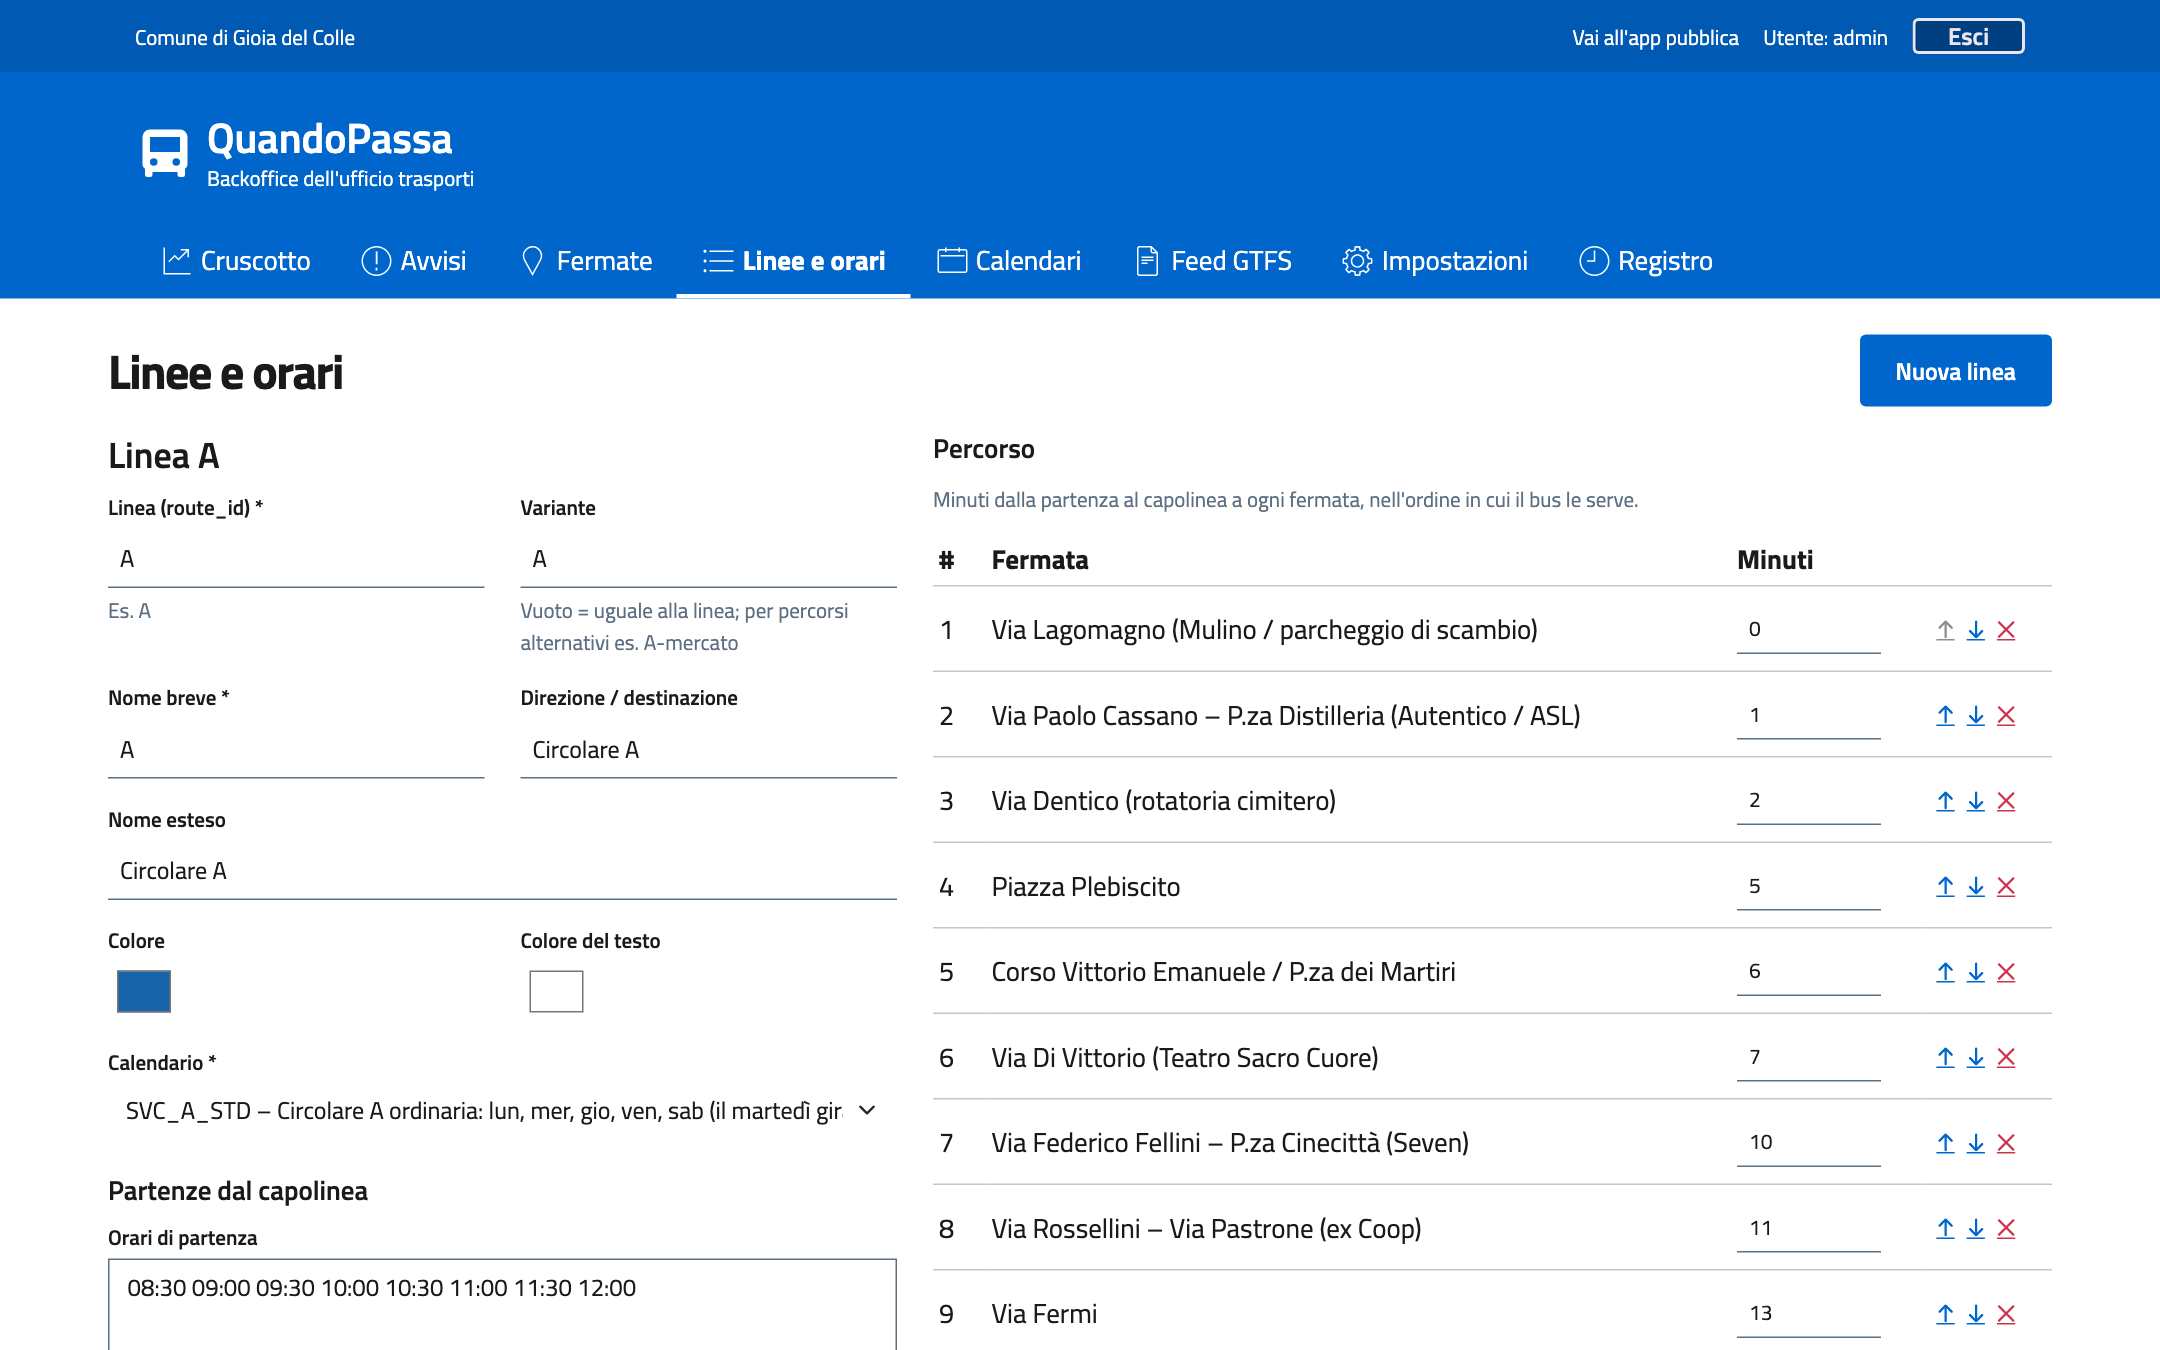 Comune di Gioia del Colle
Vai all'app pubblica Utente: admin Esci
QuandoPassa
Backoffice dell'ufficio trasporti
Cruscotto Avvisi Fermate Linee e orari Calendari Feed GTFS Impostazioni Registro
Linee e orari
Nuova linea
Linea A
Linea (route_id) *
A
Es. A
Variante
A
Vuoto = uguale alla linea; per percorsi
alternativi es. A-mercato
Nome breve *
A
Direzione / destinazione
Circolare A
Nome esteso
Circolare A
Colore
Colore del testo
Calendario *
SVC_A_STD – Circolare A ordinaria: lun, mer, gio, ven, sab (il martedì gir
Partenze dal capolinea
Orari di partenza
08:30 09:00 09:30 10:00 10:30 11:00 11:30 12:00
Percorso
Minuti dalla partenza al capolinea a ogni fermata, nell'ordine in cui il bus le serve.
# Fermata Minuti
1 Via Lagomagno (Mulino / parcheggio di scambio) 0
2 Via Paolo Cassano – P.za Distilleria (Autentico / ASL) 1
3 Via Dentico (rotatoria cimitero) 2
4 Piazza Plebiscito 5
5 Corso Vittorio Emanuele / P.za dei Martiri 6
6 Via Di Vittorio (Teatro Sacro Cuore) 7
7 Via Federico Fellini – P.za Cinecittà (Seven) 10
8 Via Rossellini – Via Pastrone (ex Coop) 11
9 Via Fermi 13